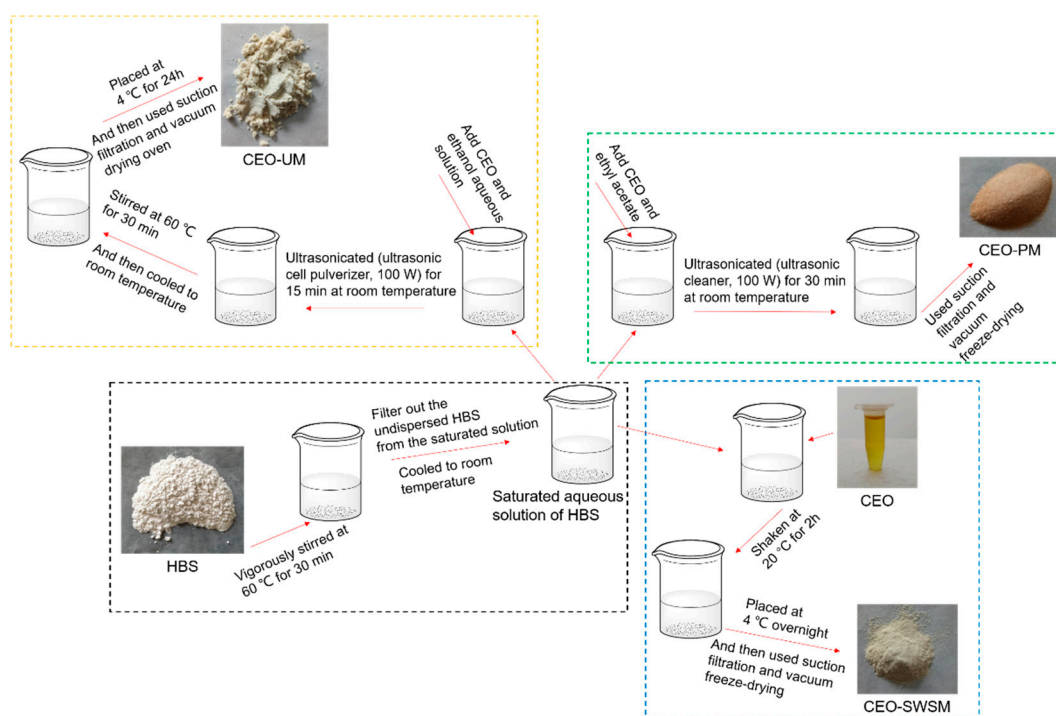 Placed at
4 ℃ for 24h
And then used suction
filtration and vacuum
drying oven
CEO-UM
Stirred at 60 ℃
for 30 min
And then cooled to
room temperature
Ultrasonicated (ultrasonic
cell pulverizer, 100 W) for
15 min at room temperature
Add CEO and
ethanol aqueous
solution
Add CEO and
ethyl acetate
Ultrasonicated (ultrasonic
cleaner, 100 W) for 30 min
at room temperature
CEO-PM
Used suction
filtration and
vacuum
freeze-drying
HBS
Vigorously stirred at
60 ℃ for 30 min
Filter out the
undispersed HBS
from the saturated solution
Cooled to room
temperature
Saturated aqueous
solution of HBS
CEO
Shaken at
20 °C for 2h
Placed at
4 ℃ overnight
And then used suction
filtration and vacuum
freeze-drying
CEO-SWSM